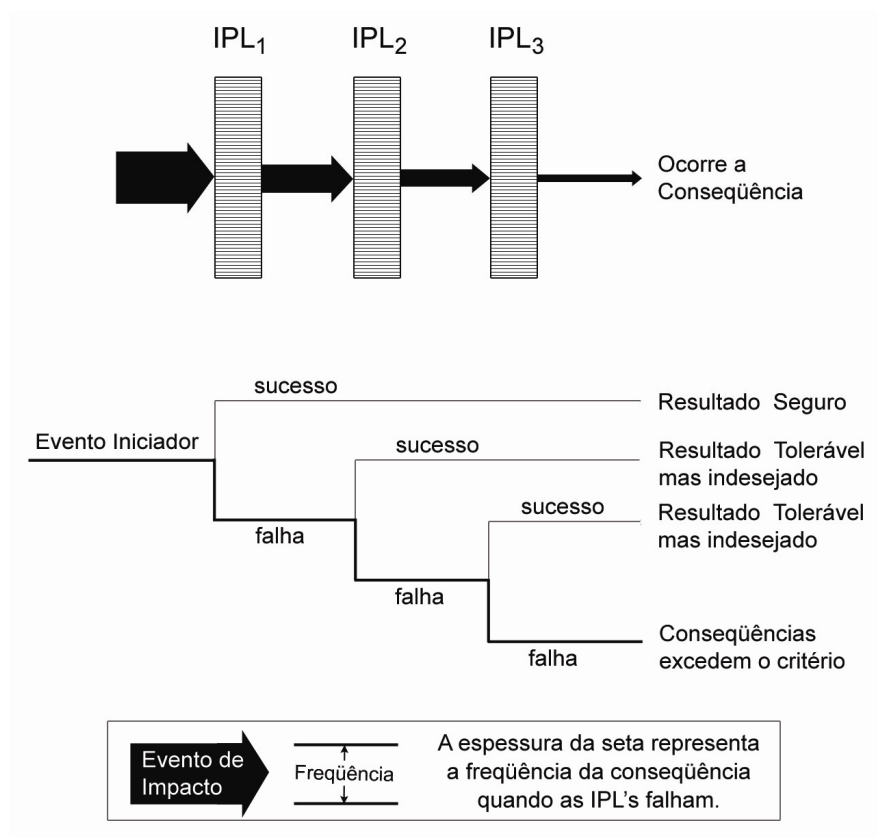 IPL1 IPL2 IPL3
Ocorre a
Conseqüência
sucesso
Resultado Seguro
Evento Iniciador
sucesso
Resultado Tolerável
mas indesejado
sucesso
Resultado Tolerável
mas indesejado
falha
falha
Conseqüências
excedem o critério
falha
Evento de
Impacto
Freqüência
A espessura da seta representa
a freqüência da conseqüência
quando as IPL's falham.